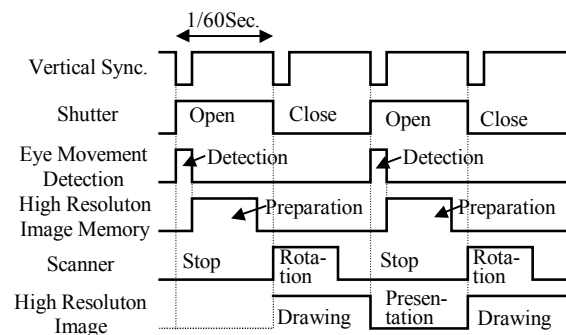 1/60Sec.
Vertical Sync.
Shutter
Open
Close
Open
Close
Eye Movement
Detection
Detection
Detection
High Resoluton
Image Memory
Preparation
Preparation
Scanner
Stop
Rota-
tion
Stop
Rota-
tion
High Resoluton
Image
Drawing
Presen-
tation
Drawing